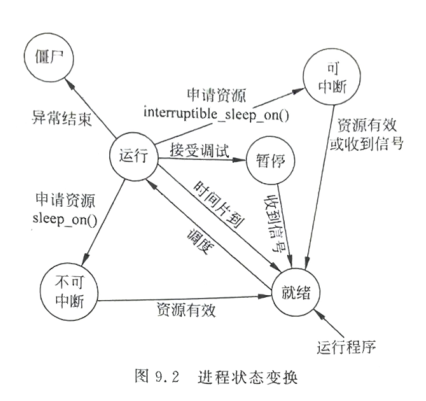 僵尸
可
中断
申请资源
interruptible_sleep_on()
异常结束
资源有效
或收到信号
运行
接受调试
暂停
申请资源
sleep_on()
时间片到
收到信号
调度
不可
中断
就绪
资源有效
运行程序
图 9.2 进程状态变换